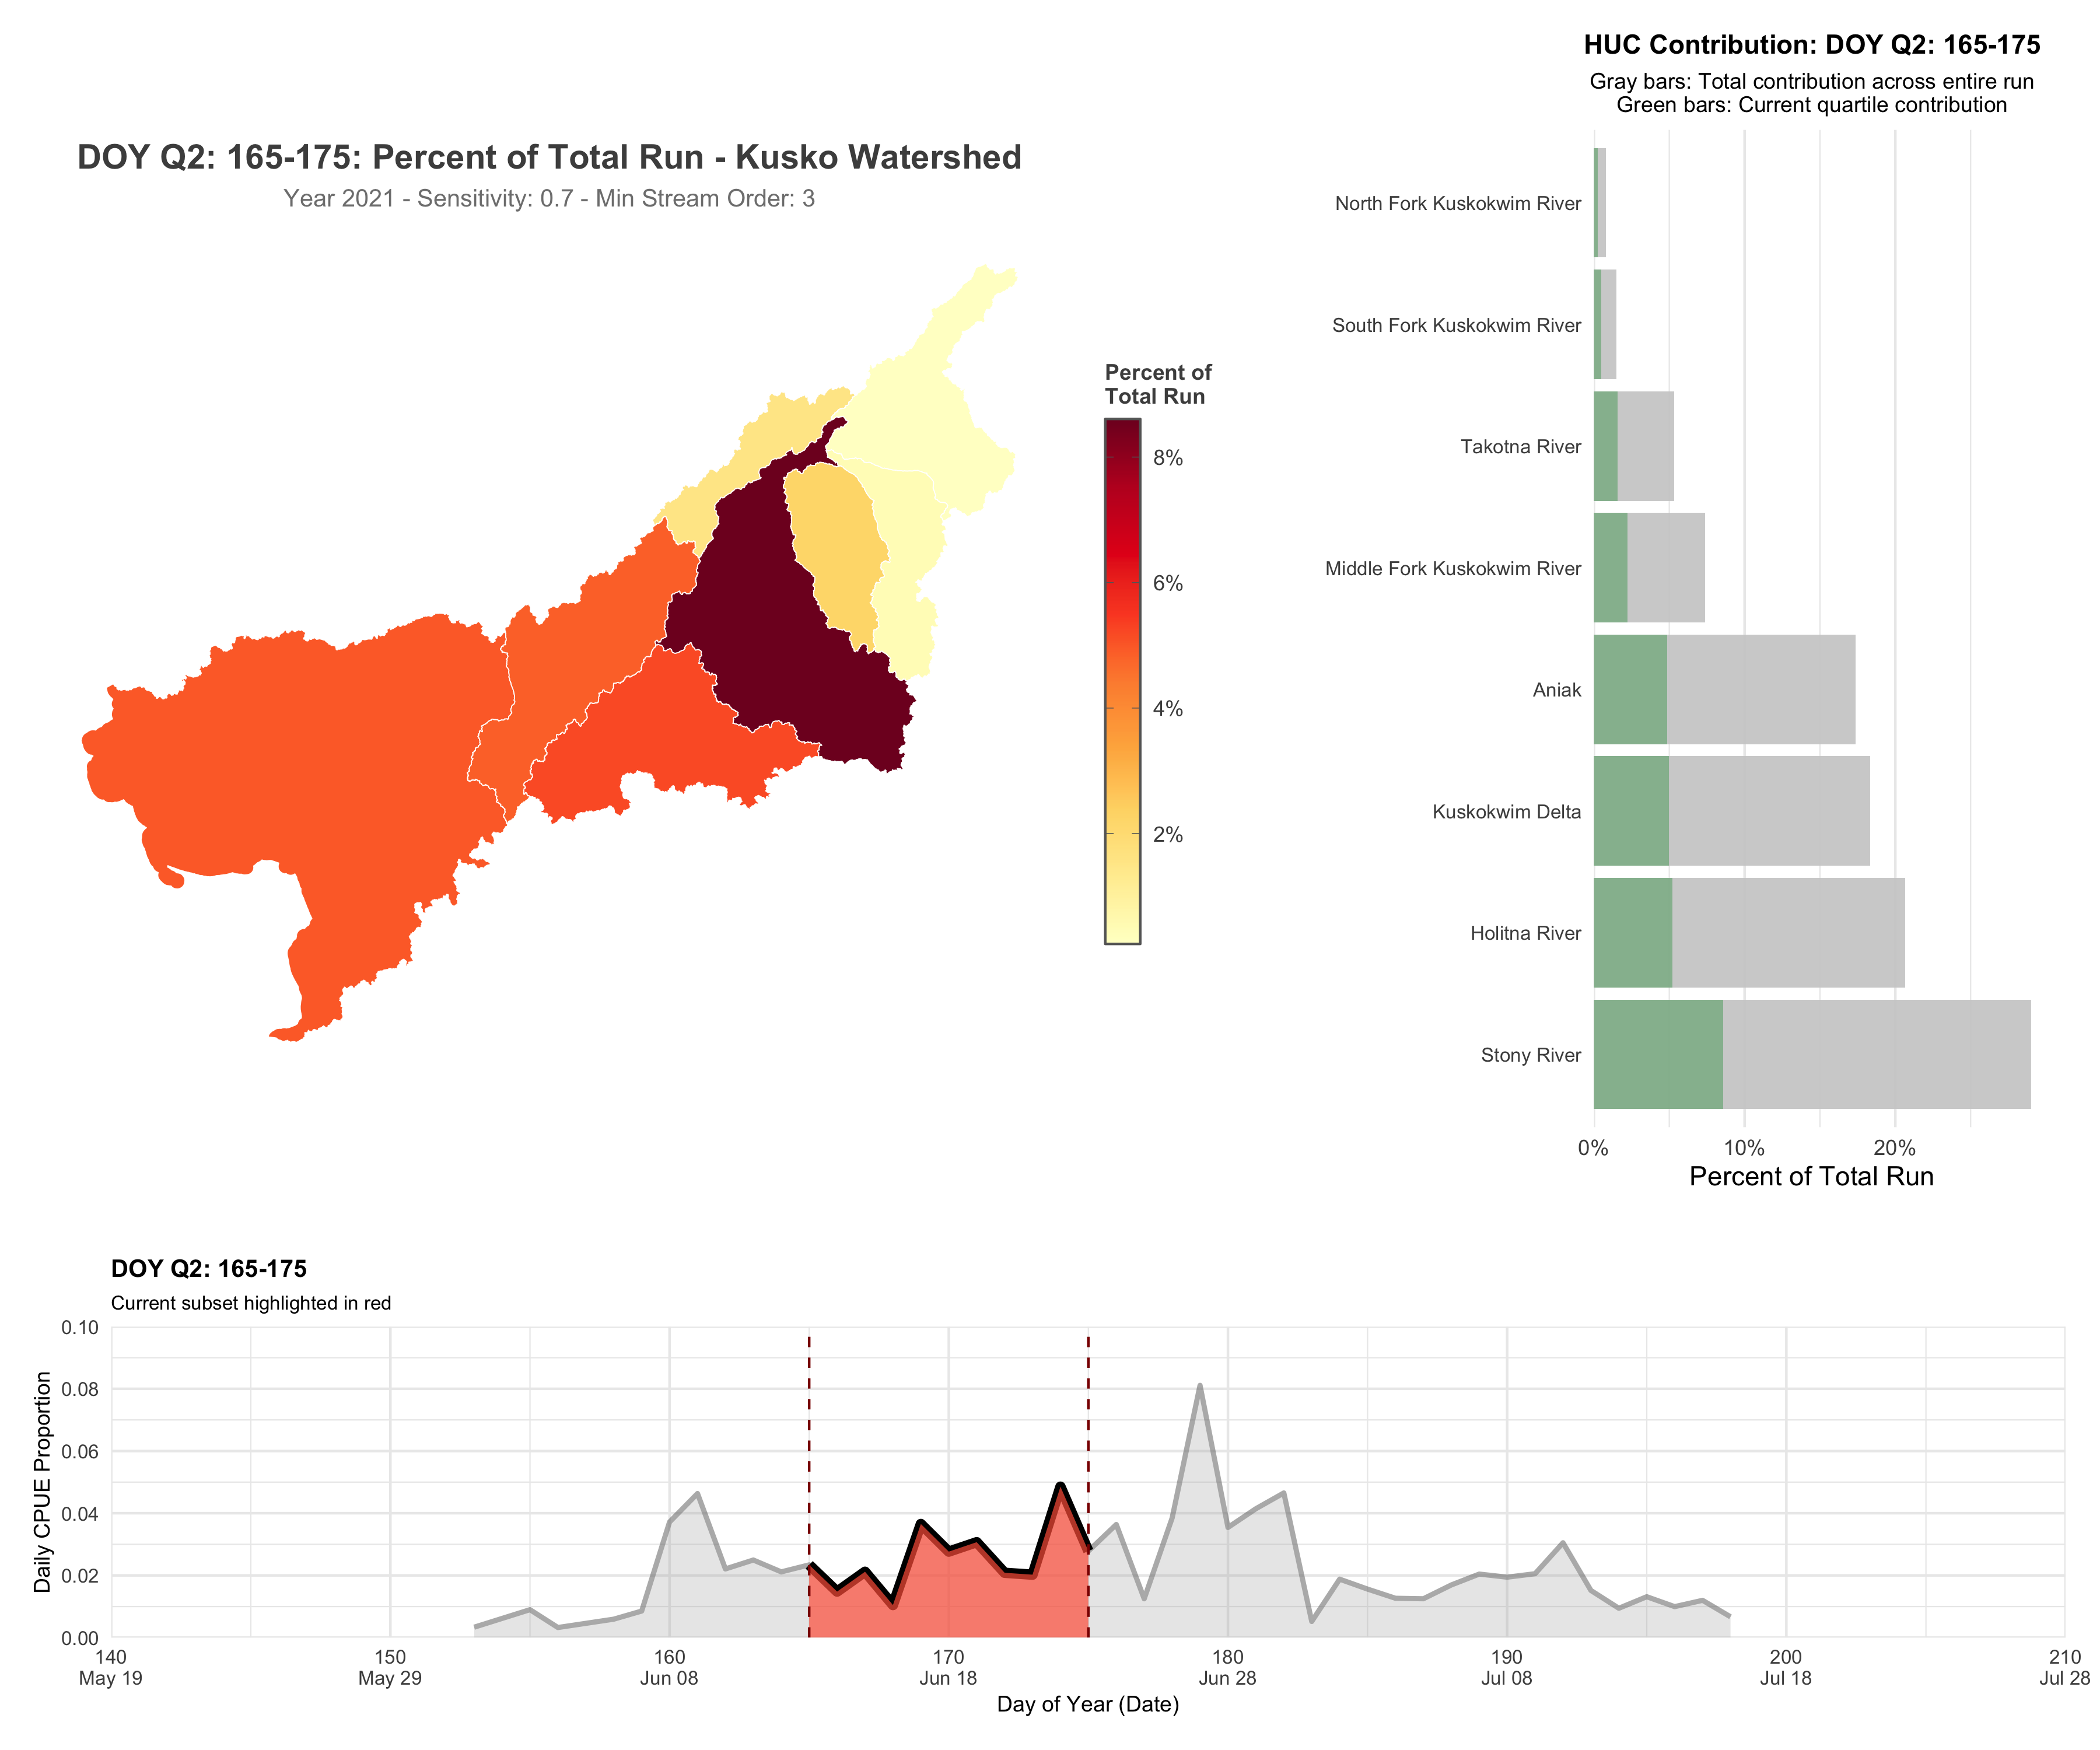 DOY Q2: 165-175: Percent of Total Run - Kusko Watershed
Year 2021 - Sensitivity: 0.7 - Min Stream Order: 3
Percent of
Total Run
8%
6%
4%
2%
HUC Contribution: DOY Q2: 165-175
Gray bars: Total contribution across entire run
Green bars: Current quartile contribution
North Fork Kuskokwim River
South Fork Kuskokwim River
Takotna River
Middle Fork Kuskokwim River
Aniak
Kuskokwim Delta
Holitna River
Stony River
0% 10% 20%
Percent of Total Run
DOY Q2: 165-175
Current subset highlighted in red
Daily CPUE Proportion
0.10
0.08
0.06
0.04
0.02
0.00
140 150 160 170 180 190 200 210
May 19 May 29 Jun 08 Jun 18 Jun 28 Jul 08 Jul 18 Jul 28
Day of Year (Date)